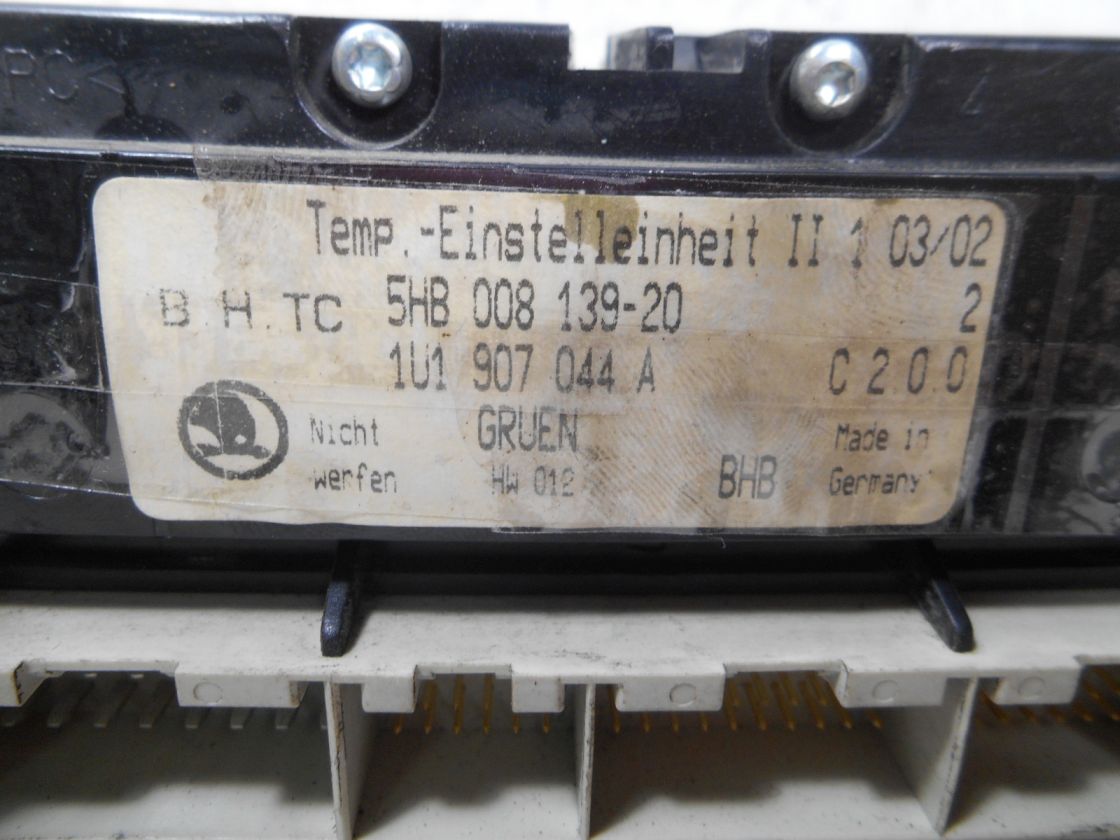 PC<
Temp.-Einstelleinheit II 1 03/02
B.H.TC 5HB 008 139-20 2
1U1 907 044 A C 2.0.0
Nicht GRUEN Made in
werfen HW 012 BHB Germany